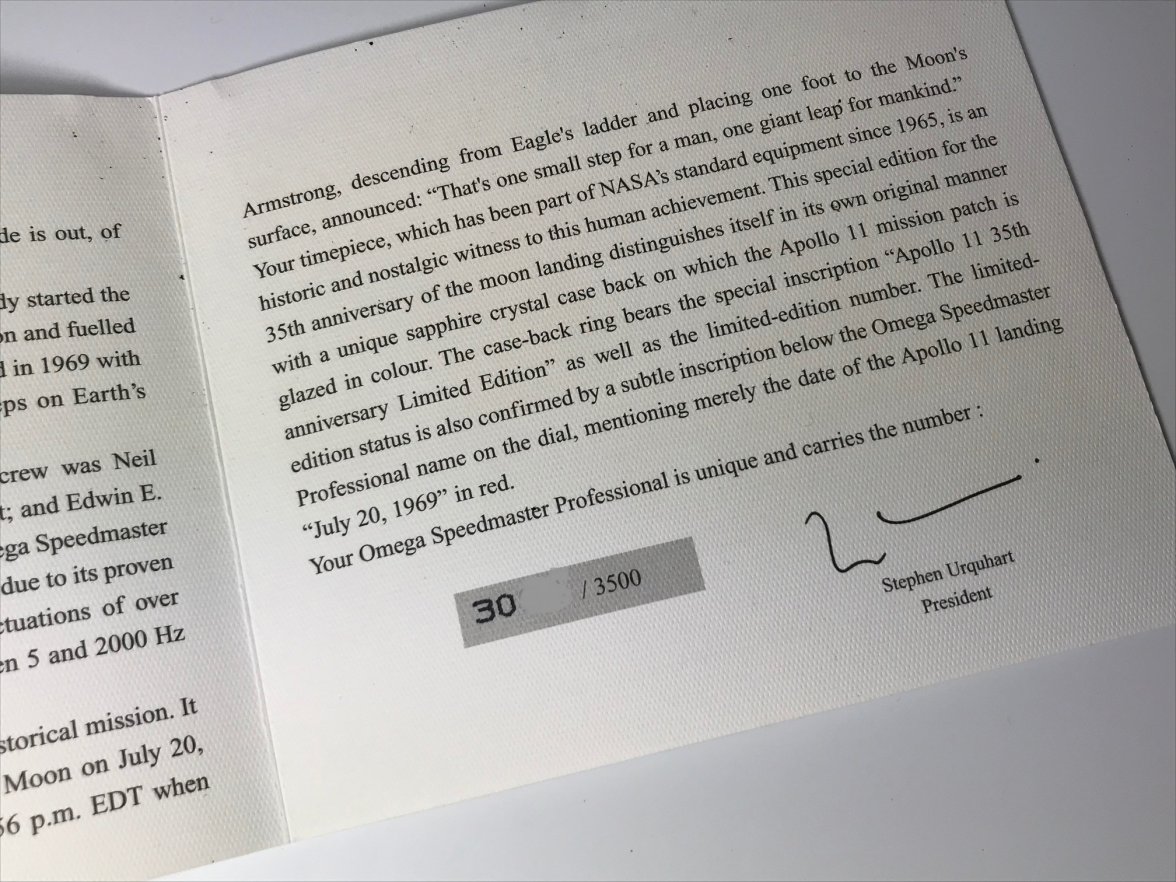 de is out, of
dy started the
on and fuelled
d in 1969 with
ps on Earth's
crew was Neil
t; and Edwin E.
ega Speedmaster
due to its proven
ctuations of over
en 5 and 2000 Hz
storical mission. It
Moon on July 20,
56 p.m. EDT when
Armstrong, descending from Eagle's ladder and placing one foot to the Moon's
surface, announced: “That's one small step for a man, one giant leap for mankind.”
Your timepiece, which has been part of NASA's standard equipment since 1965, is an
historic and nostalgic witness to this human achievement. This special edition for the
35th anniversary of the moon landing distinguishes itself in its own original manner
with a unique sapphire crystal case back on which the Apollo 11 mission patch is
glazed in colour. The case-back ring bears the special inscription “Apollo 11 35th
anniversary Limited Edition” as well as the limited-edition number. The limited-
edition status is also confirmed by a subtle inscription below the Omega Speedmaster
Professional name on the dial, mentioning merely the date of the Apollo 11 landing
“July 20, 1969” in red.
Your Omega Speedmaster Professional is unique and carries the number :
30 / 3500
Stephen Urquhart
President